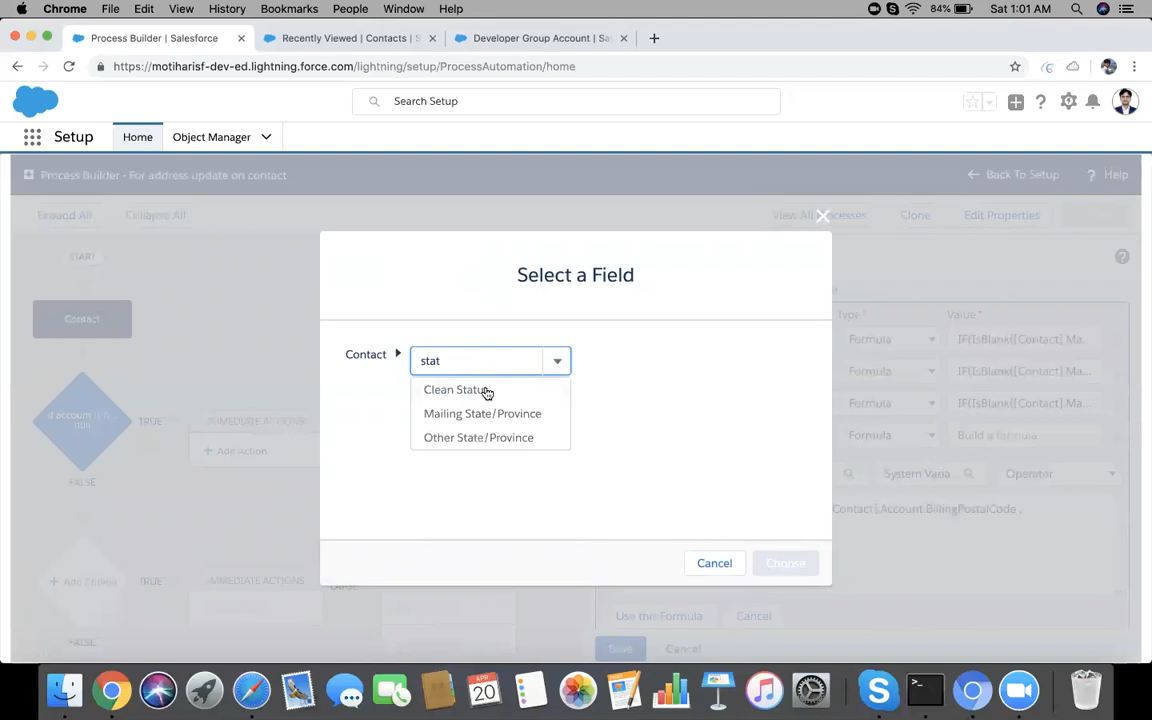 Chrome File Edit View History Bookmarks People Window Help 84% Sat 1:01 AM
Process Builder | Salesforce Recently Viewed | Contacts | S Developer Group Account | Sa
https://motiharisf-dev-ed.lightning.force.com/lightning/setup/ProcessAutomation/home
Search Setup
Setup Home Object Manager
Process Builder - For address update on contact Back To Setup ? Help
Expand All Collapse All View All Processes Clone Edit Properties
START
Select a Field
Contact
Type * Value *
Formula IF(IsBlank([Contact].Ma...
Contact stat
Formula IF(IsBlank([Contact].Ma...
Clean Status
Formula IF(IsBlank([Contact].Ma...
Mailing State/Province
If account is not null TRUE IMMEDIATE ACTIONS
Other State/Province
Formula Build a formula
+ Add Action
FALSE
System Varia... Operator
Contact].Account.BillingPostalCode ,
Cancel Choose
+ Add Criteria TRUE IMMEDIATE ACTIONS
Use this Formula Cancel
FALSE
Save Cancel
APR
20